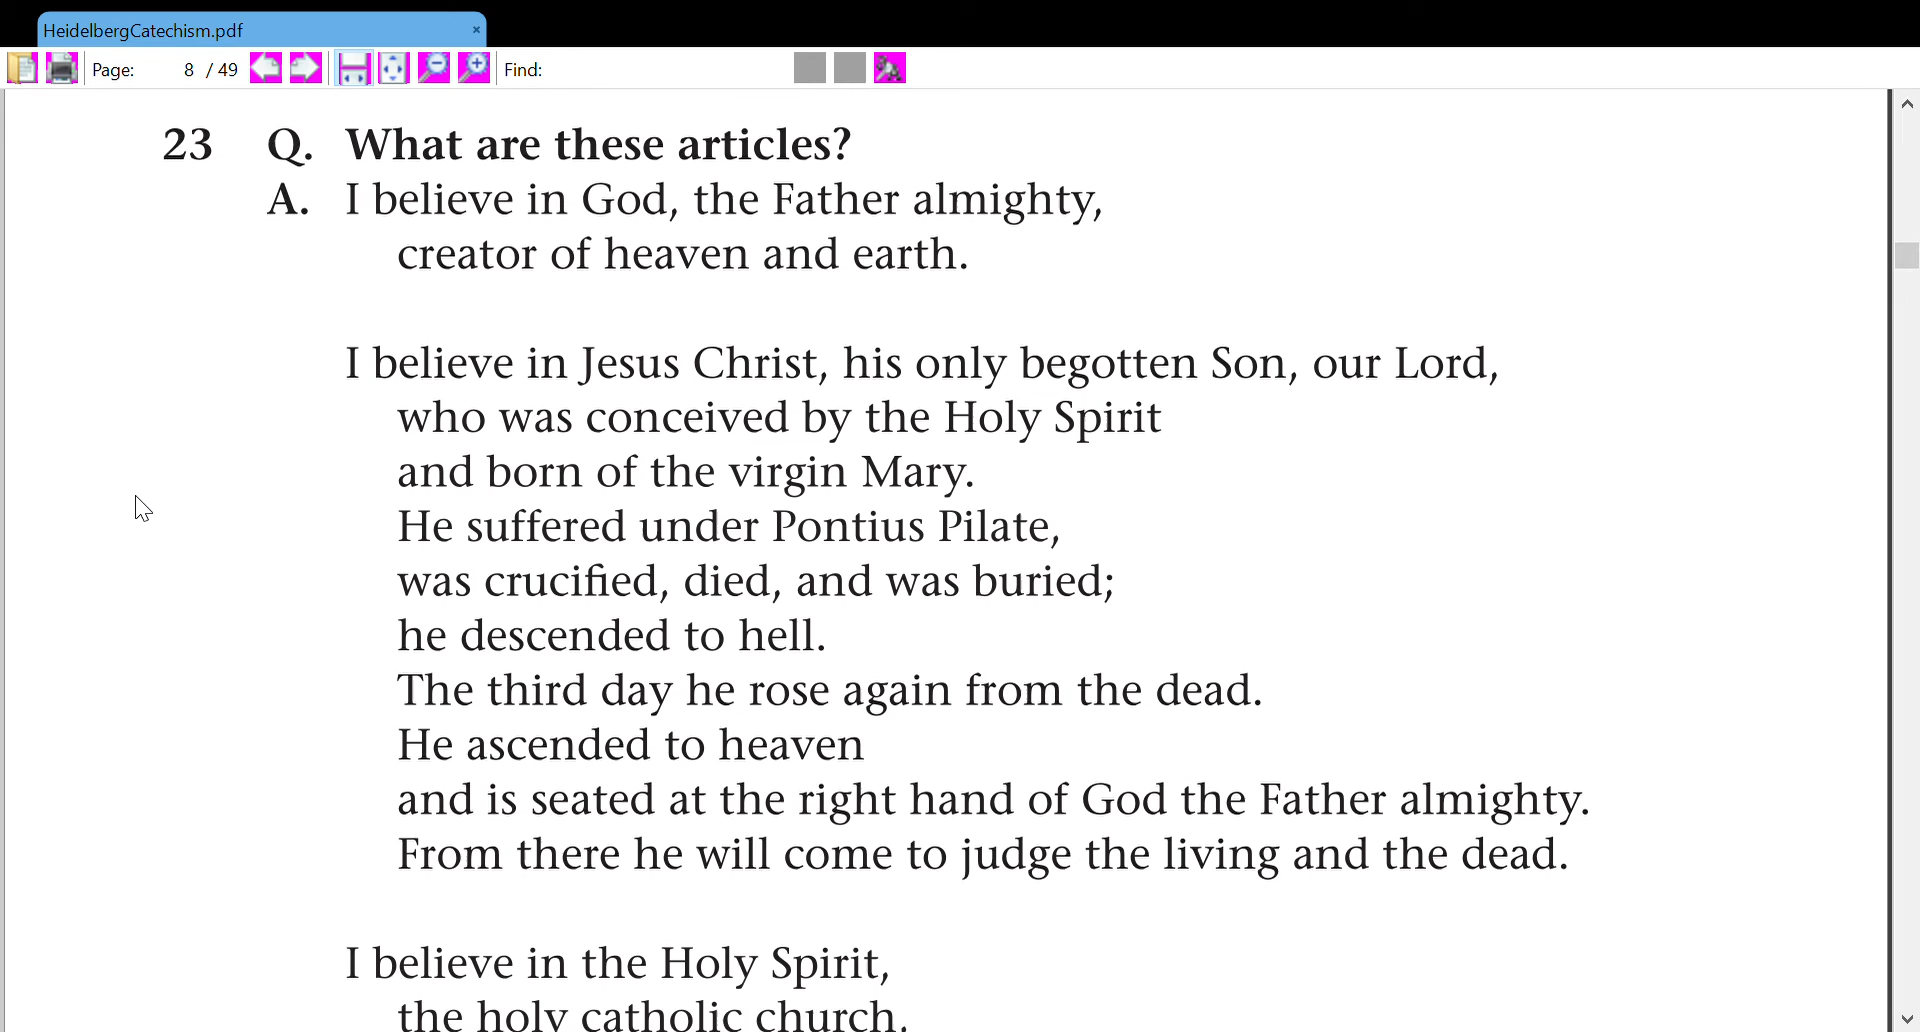 HeidelbergCatechism.pdf ×
Page: 8 / 49 Find:
23 Q. What are these articles?
A. I believe in God, the Father almighty,
creator of heaven and earth.
I believe in Jesus Christ, his only begotten Son, our Lord,
who was conceived by the Holy Spirit
and born of the virgin Mary.
He suffered under Pontius Pilate,
was crucified, died, and was buried;
he descended to hell.
The third day he rose again from the dead.
He ascended to heaven
and is seated at the right hand of God the Father almighty.
From there he will come to judge the living and the dead.
I believe in the Holy Spirit,
the holy catholic church,